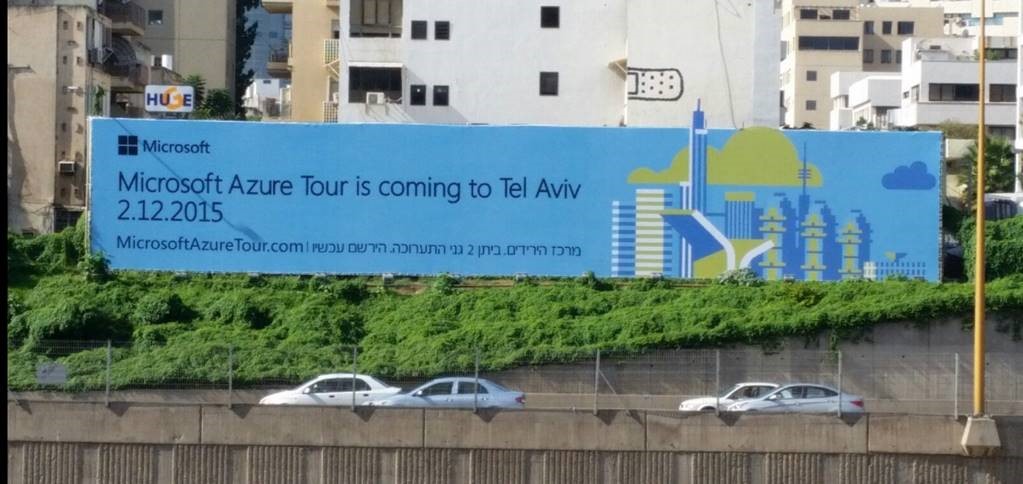 HUGE
Microsoft
Microsoft Azure Tour is coming to Tel Aviv
2.12.2015
MicrosoftAzureTour.com | מרכז הירידים. ביתן 2 גני התערוכה. הירשם עכשיו